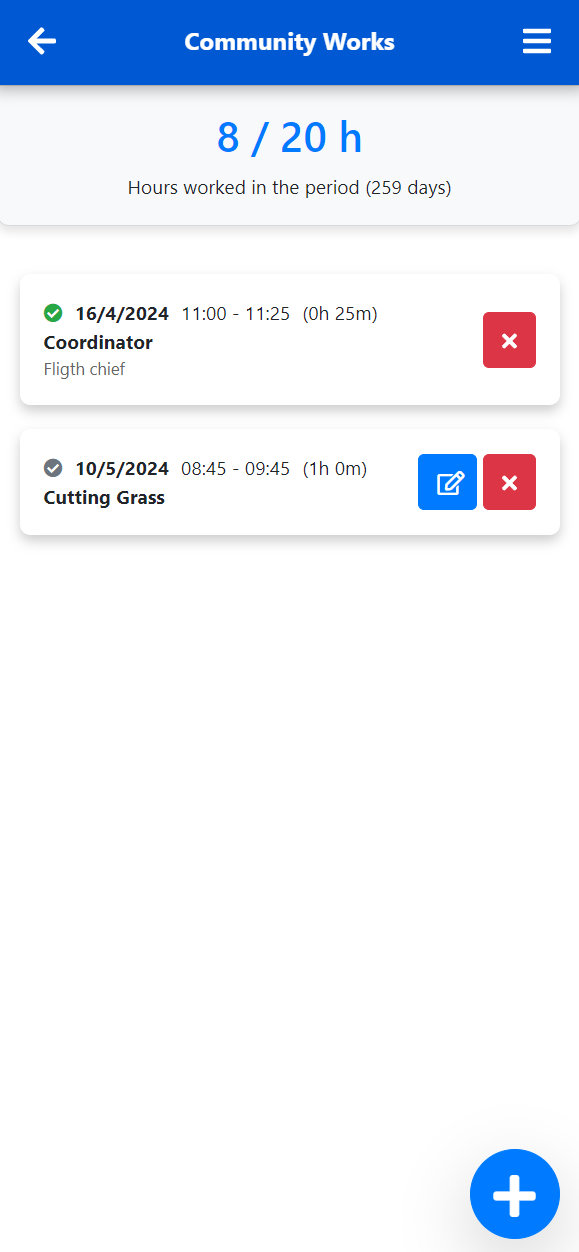 Community Works
8 / 20 h
Hours worked in the period (259 days)
16/4/2024 11:00 - 11:25 (0h 25m)
Coordinator
Fligth chief
10/5/2024 08:45 - 09:45 (1h 0m)
Cutting Grass